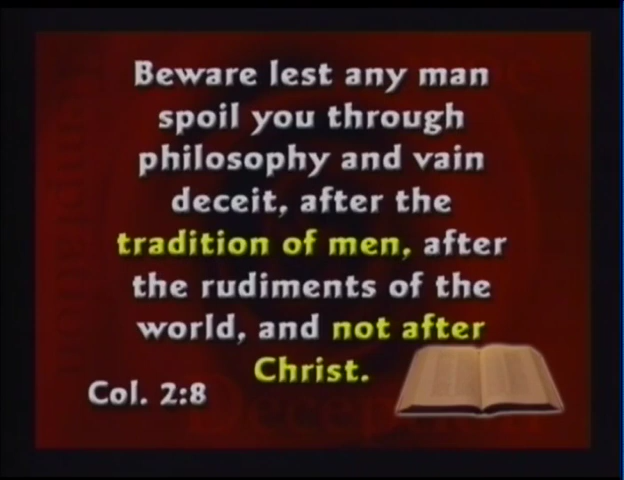 Beware lest any man
spoil you through
philosophy and vain
deceit, after the
tradition of men, after
the rudiments of the
world, and not after
Christ.
Col. 2:8
Deception